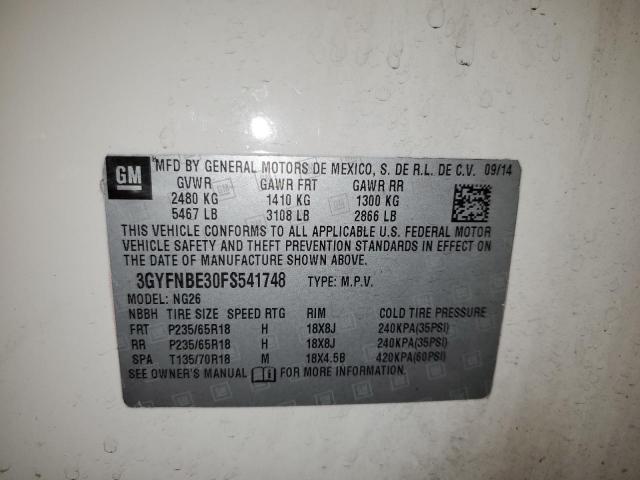 GM MFD BY GENERAL MOTORS DE MEXICO, S. DE R.L. DE C.V. 09/14
GVWR GAWR FRT GAWR RR
2480 KG 1410 KG 1300 KG
5467 LB 3108 LB 2866 LB
THIS VEHICLE CONFORMS TO ALL APPLICABLE U.S. FEDERAL MOTOR
VEHICLE SAFETY AND THEFT PREVENTION STANDARDS IN EFFECT ON
THE DATE OF MANUFACTURE SHOWN ABOVE.
3GYFNBE30FS541748 TYPE: M.P.V.
MODEL: NG26
NBBH TIRE SIZE SPEED RTG RIM COLD TIRE PRESSURE
FRT P235/65R18 H 18X8J 240KPA(35PSI)
RR P235/65R18 H 18X8J 240KPA(35PSI)
SPA T135/70R18 M 18X4.5B 420KPA(60PSI)
SEE OWNER'S MANUAL FOR MORE INFORMATION.